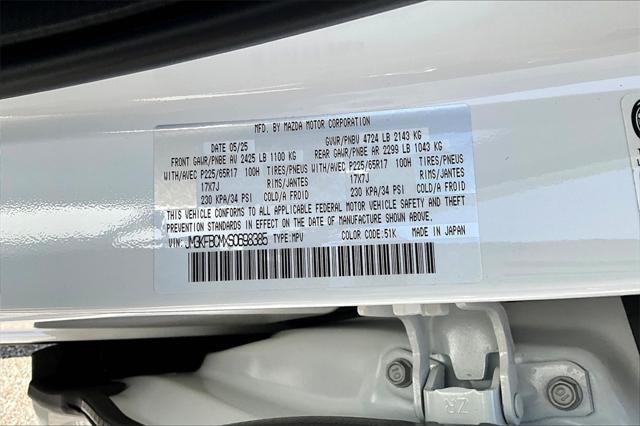 MFD. BY MAZDA MOTOR CORPORATION
DATE 05/25 GVWR/PNBV 4724 LB 2143 KG
FRONT GAWR/PNBE AV 2425 LB 1100 KG REAR GAWR/PNBE AR 2299 LB 1043 KG
WITH/AVEC P225/65R17 100H TIRES/PNEUS WITH/AVEC P225/65R17 100H TIRES/PNEUS
17X7J RIMS/JANTES 17X7J RIMS/JANTES
230 KPA/34 PSI COLD/A FROID 230 KPA/34 PSI COLD/A FROID
THIS VEHICLE CONFORMS TO ALL APPLICABLE FEDERAL MOTOR VEHICLE SAFETY AND THEFT
PREVENTION STANDARDS IN EFFECT ON THE DATE OF MANUFACTURE SHOWN ABOVE.
VIN: JM3KFBCMXS0698385 TYPE: MPV COLOR CODE: 51K MADE IN JAPAN
ZR